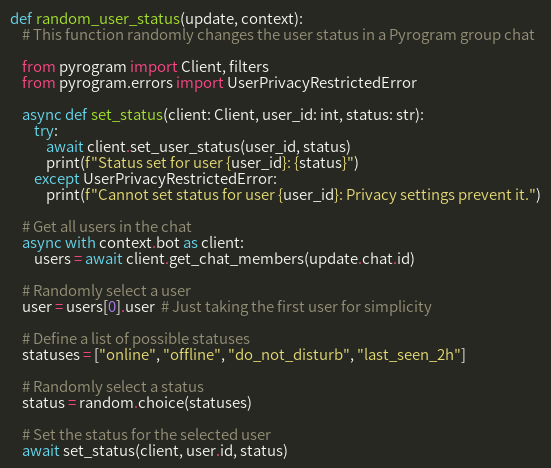 def random_user_status(update, context):
    # This function randomly changes the user status in a Pyrogram group chat

    from pyrogram import Client, filters
    from pyrogram.errors import UserPrivacyRestrictedError

    async def set_status(client: Client, user_id: int, status: str):
        try:
            await client.set_user_status(user_id, status)
            print(f"Status set for user {user_id}: {status}")
        except UserPrivacyRestrictedError:
            print(f"Cannot set status for user {user_id}: Privacy settings prevent it.")

    # Get all users in the chat
    async with context.bot as client:
        users = await client.get_chat_members(update.chat.id)

    # Randomly select a user
    user = users[0].user  # Just taking the first user for simplicity

    # Define a list of possible statuses
    statuses = ["online", "offline", "do_not_disturb", "last_seen_2h"]

    # Randomly select a status
    status = random.choice(statuses)

    # Set the status for the selected user
    await set_status(client, user.id, status)